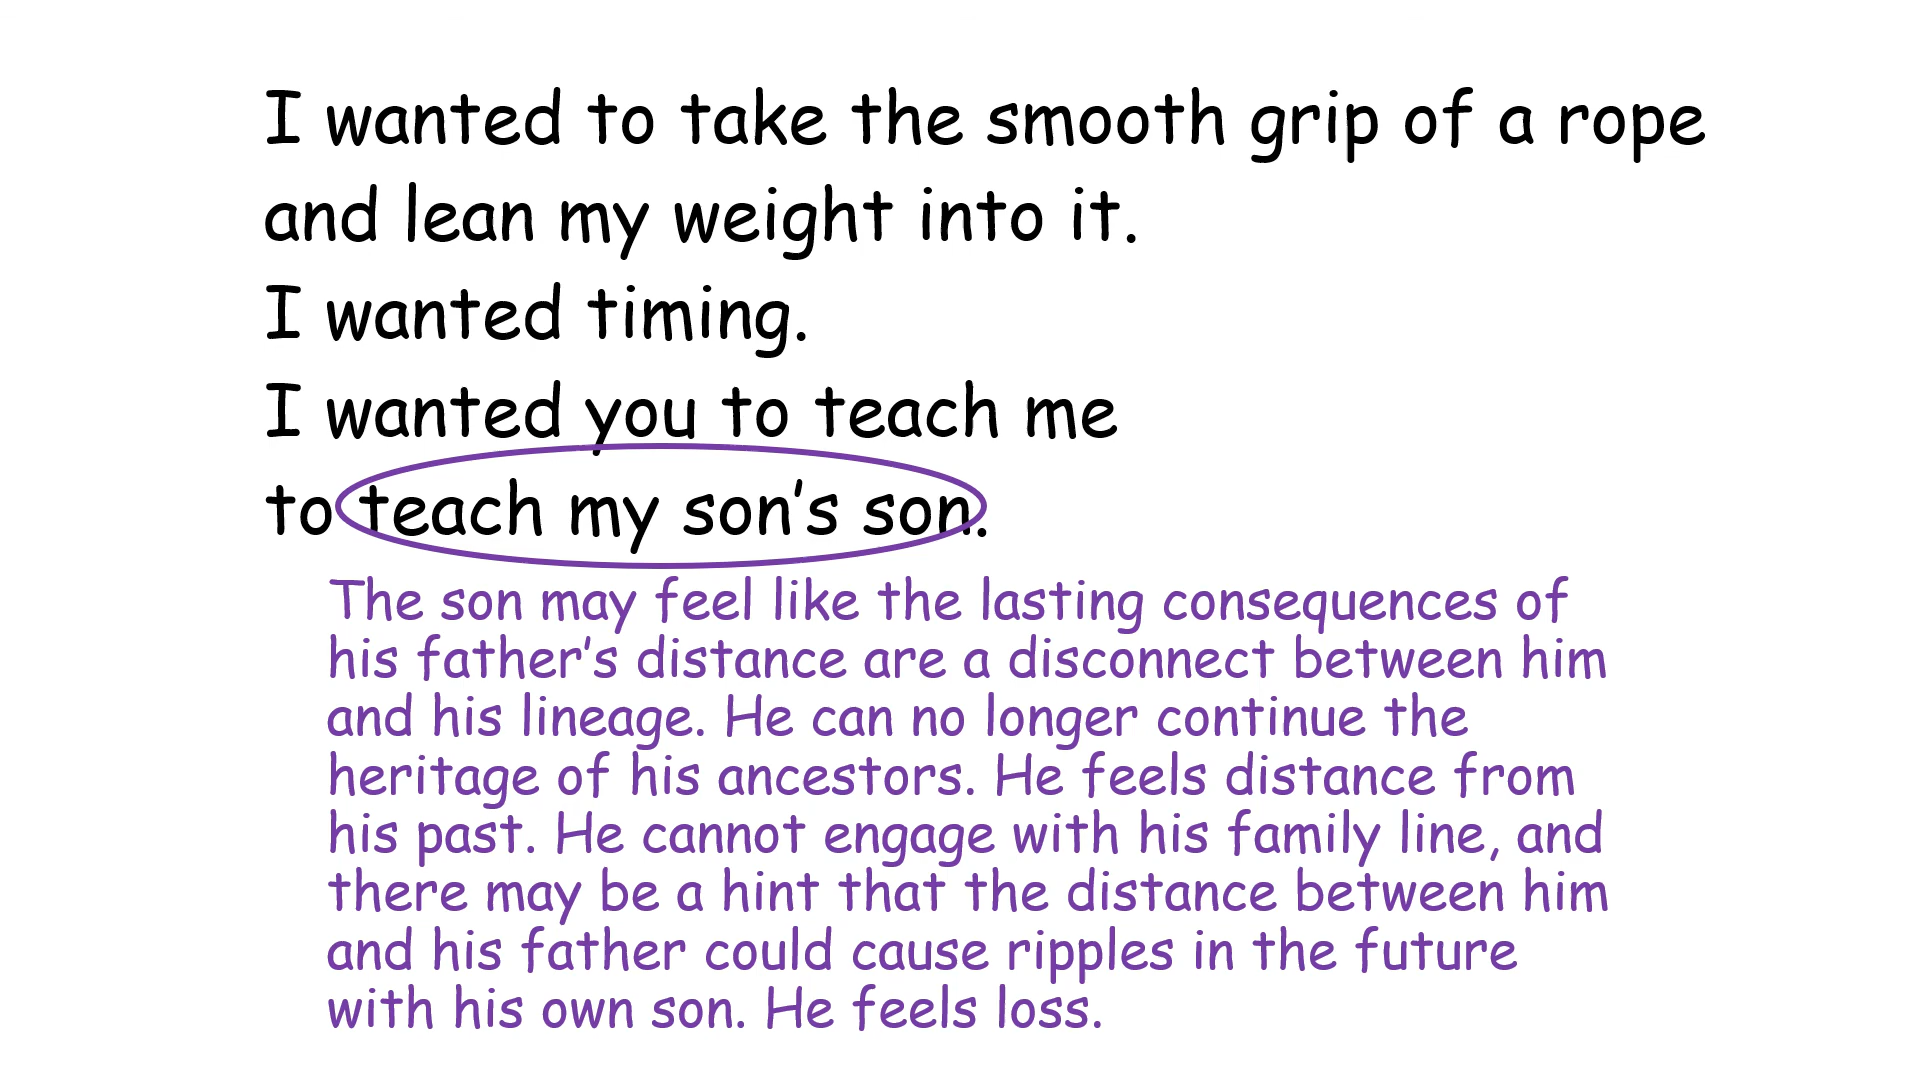 I wanted to take the smooth grip of a rope
and lean my weight into it.
I wanted timing.
I wanted you to teach me
to teach my son’s son.
The son may feel like the lasting consequences of
his father’s distance are a disconnect between him
and his lineage. He can no longer continue the
heritage of his ancestors. He feels distance from
his past. He cannot engage with his family line, and
there may be a hint that the distance between him
and his father could cause ripples in the future
with his own son. He feels loss.